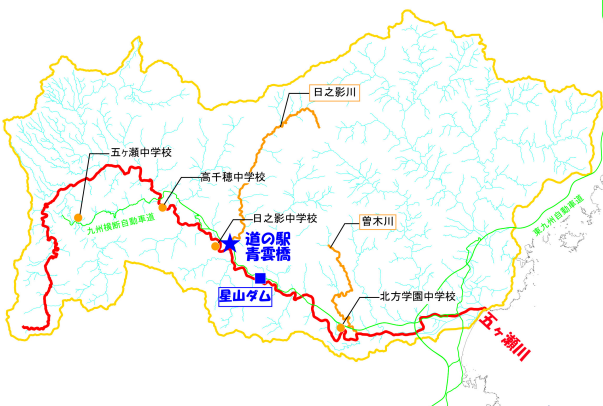 日之影川
五ヶ瀬中学校
高千穂中学校
日之影中学校
曽木川
九州横断自動車道
東九州自動車道
道の駅
青雲橋
星山ダム
北方学園中学校
五ヶ瀬川